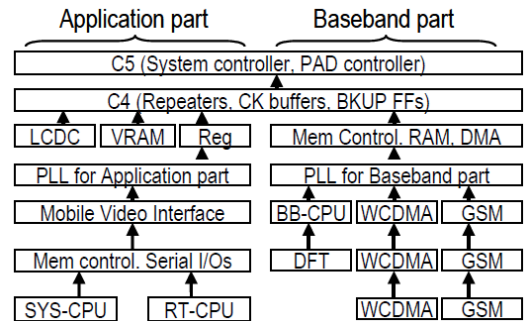 Application part Baseband part
C5 (System controller, PAD controller)
C4 (Repeaters, CK buffers, BKUP FFs)
LCDC VRAM Reg Mem Control. RAM, DMA
PLL for Application part PLL for Baseband part
Mobile Video Interface BB-CPU WCDMA GSM
Mem control. Serial I/Os DFT WCDMA GSM
SYS-CPU RT-CPU WCDMA GSM